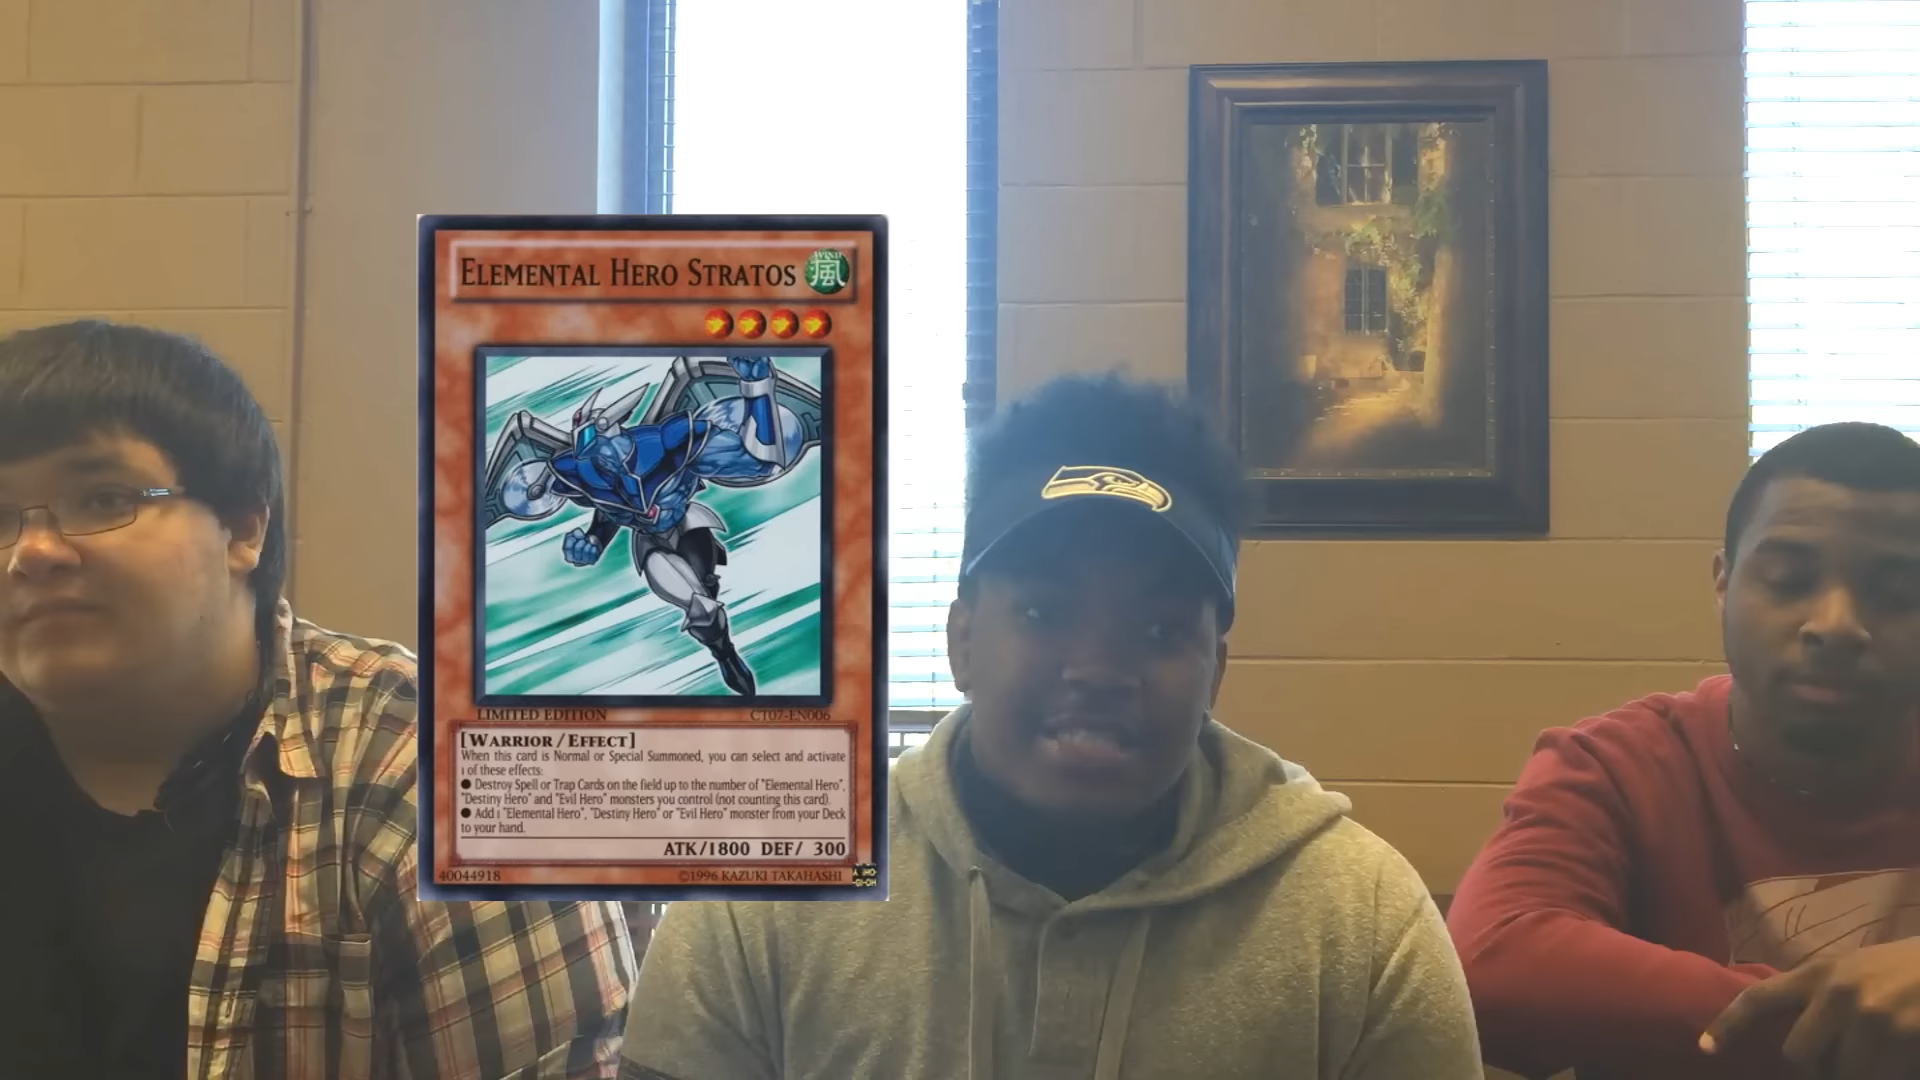 ELEMENTAL HERO STRATOS
WIND
風
LIMITED EDITION CT07-EN006
[WARRIOR/EFFECT]
When this card is Normal or Special Summoned, you can select and activate
1 of these effects:
● Destroy Spell or Trap Cards on the field up to the number of "Elemental Hero",
"Destiny Hero" and "Evil Hero" monsters you control (not counting this card).
● Add 1 "Elemental Hero", "Destiny Hero" or "Evil Hero" monster from your Deck
to your hand.
ATK/1800 DEF/ 300
40044918 ©1996 KAZUKI TAKAHASHI